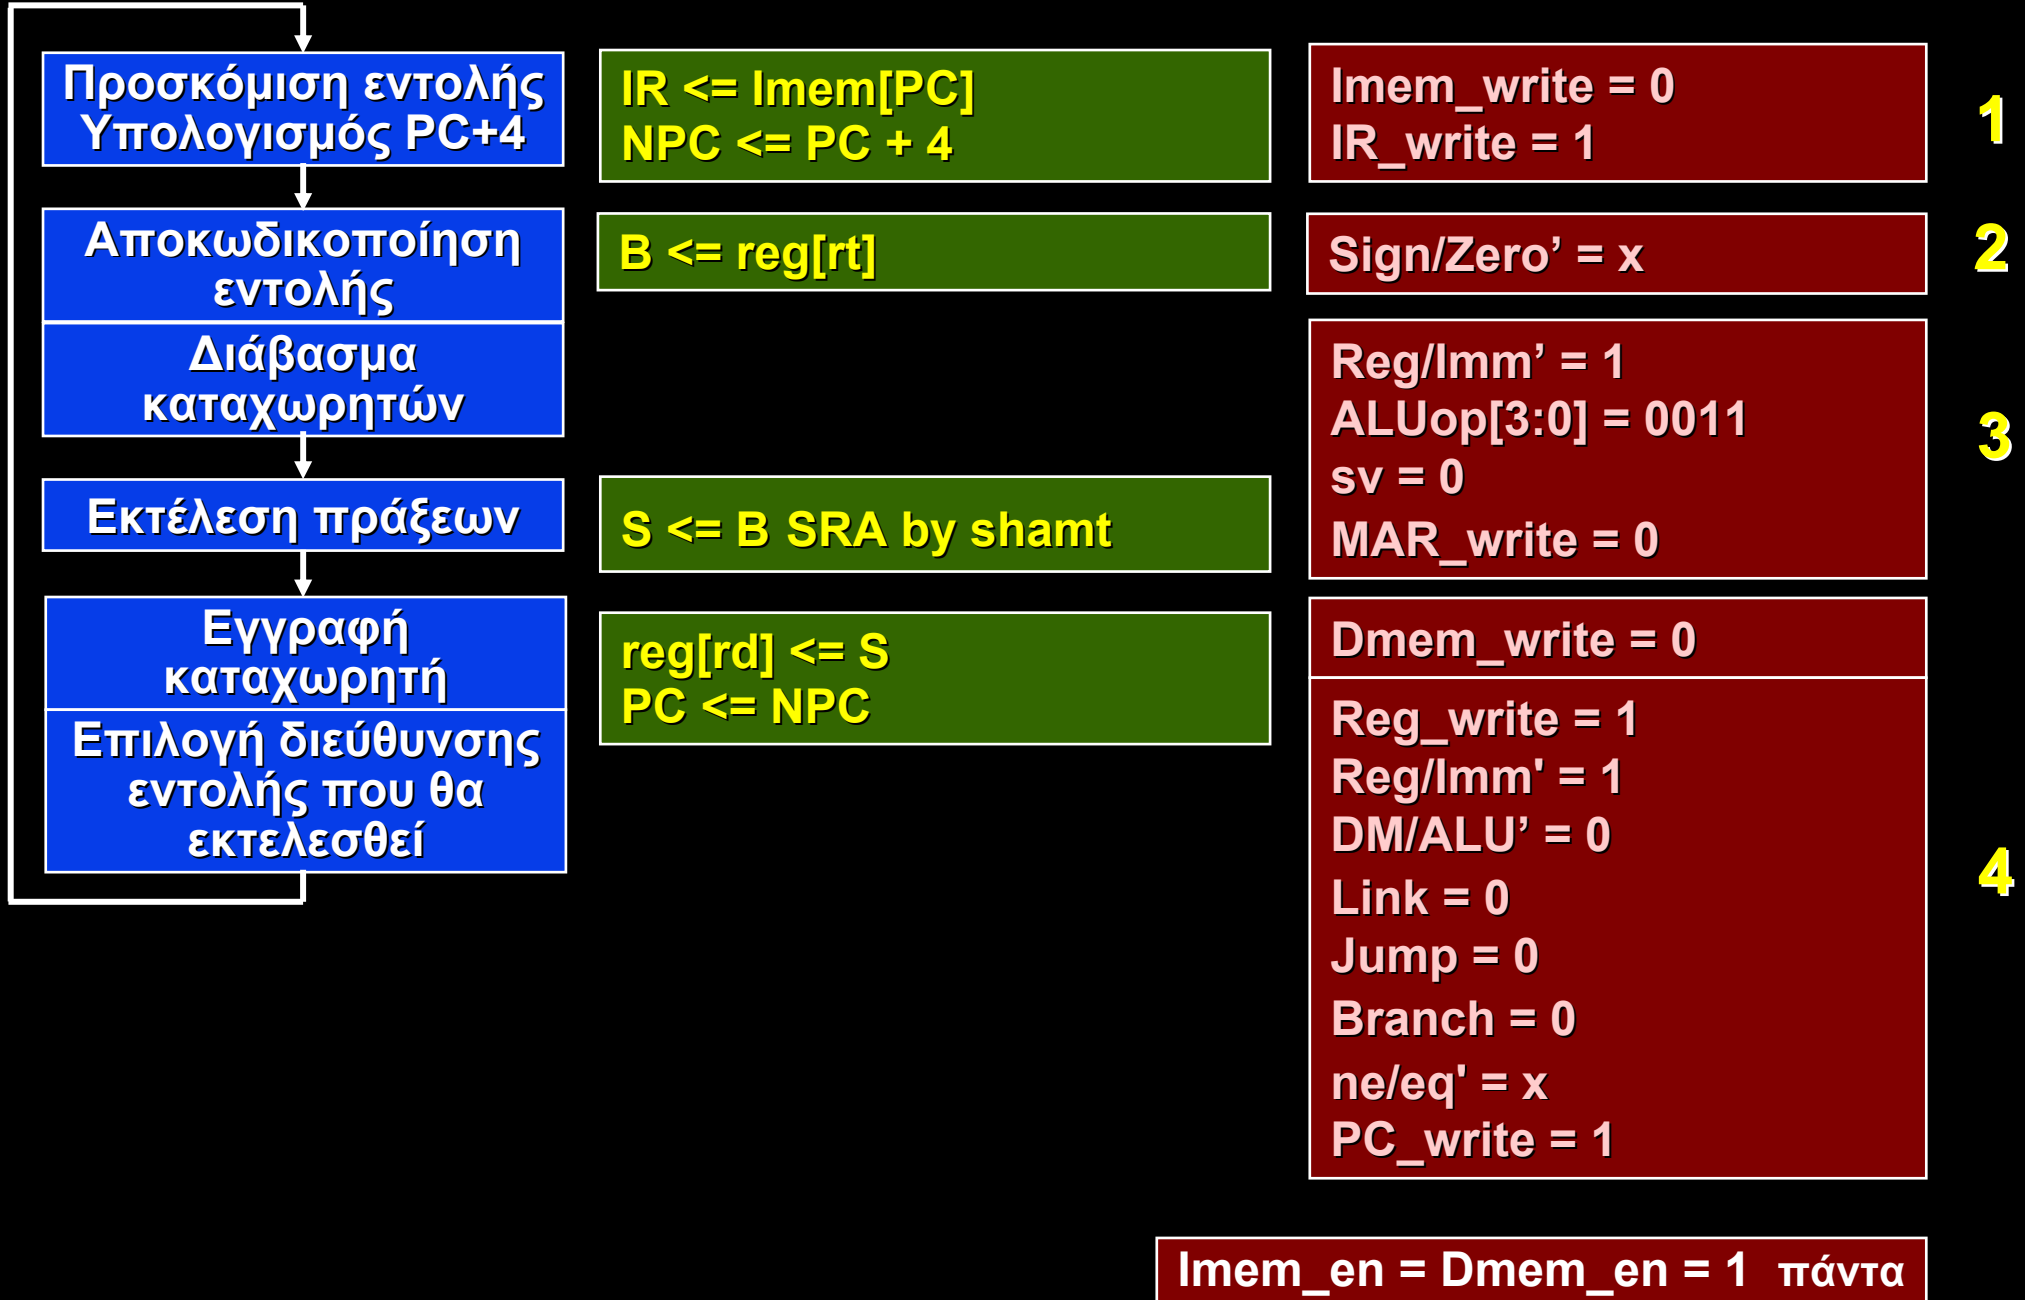 Προσκόμιση εντολής
Υπολογισμός PC+4
IR <= Imem[PC]
NPC <= PC + 4
Imem_write = 0
IR_write = 1
1
Αποκωδικοποίηση
εντολής
B <= reg[rt]
Sign/Zero’ = x
2
Διάβασμα
καταχωρητών
Reg/Imm’ = 1
ALUop[3:0] = 0011
sv = 0
MAR_write = 0
3
Εκτέλεση πράξεων
S <= B SRA by shamt
Εγγραφή
καταχωρητή
reg[rd] <= S
PC <= NPC
Dmem_write = 0
Επιλογή διεύθυνσης
εντολής που θα
εκτελεσθεί
Reg_write = 1
Reg/Imm' = 1
DM/ALU’ = 0
Link = 0
Jump = 0
Branch = 0
ne/eq' = x
PC_write = 1
4
Imem_en = Dmem_en = 1 πάντα